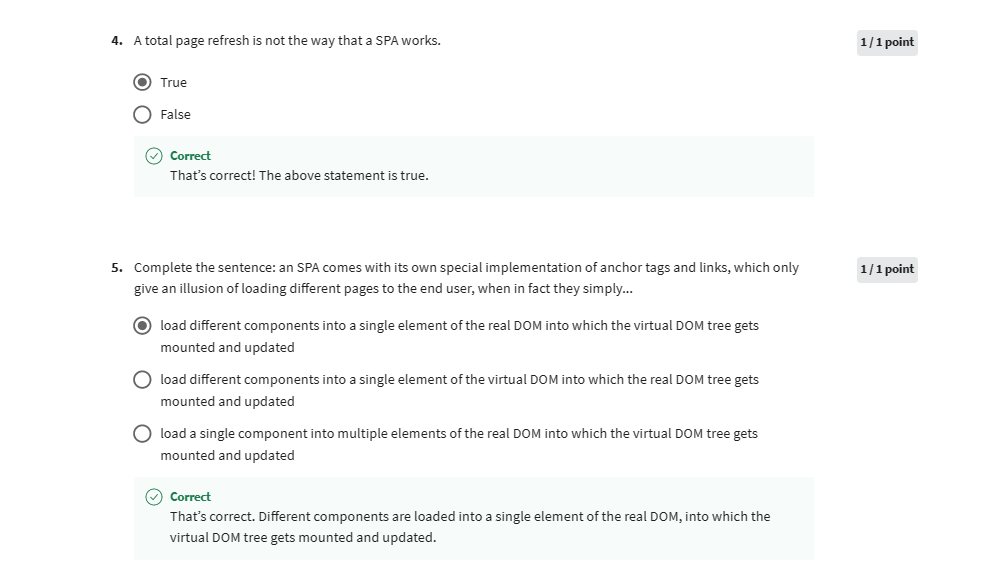 4. A total page refresh is not the way that a SPA works.
1 / 1 point
True
False
Correct
That's correct! The above statement is true.
5. Complete the sentence: an SPA comes with its own special implementation of anchor tags and links, which only
1 / 1 point
give an illusion of loading different pages to the end user, when in fact they simply...
load different components into a single element of the real DOM into which the virtual DOM tree gets
mounted and updated
load different components into a single element of the virtual DOM into which the real DOM tree gets
mounted and updated
load a single component into multiple elements of the real DOM into which the virtual DOM tree gets
mounted and updated
Correct
That's correct. Different components are loaded into a single element of the real DOM, into which the
virtual DOM tree gets mounted and updated.